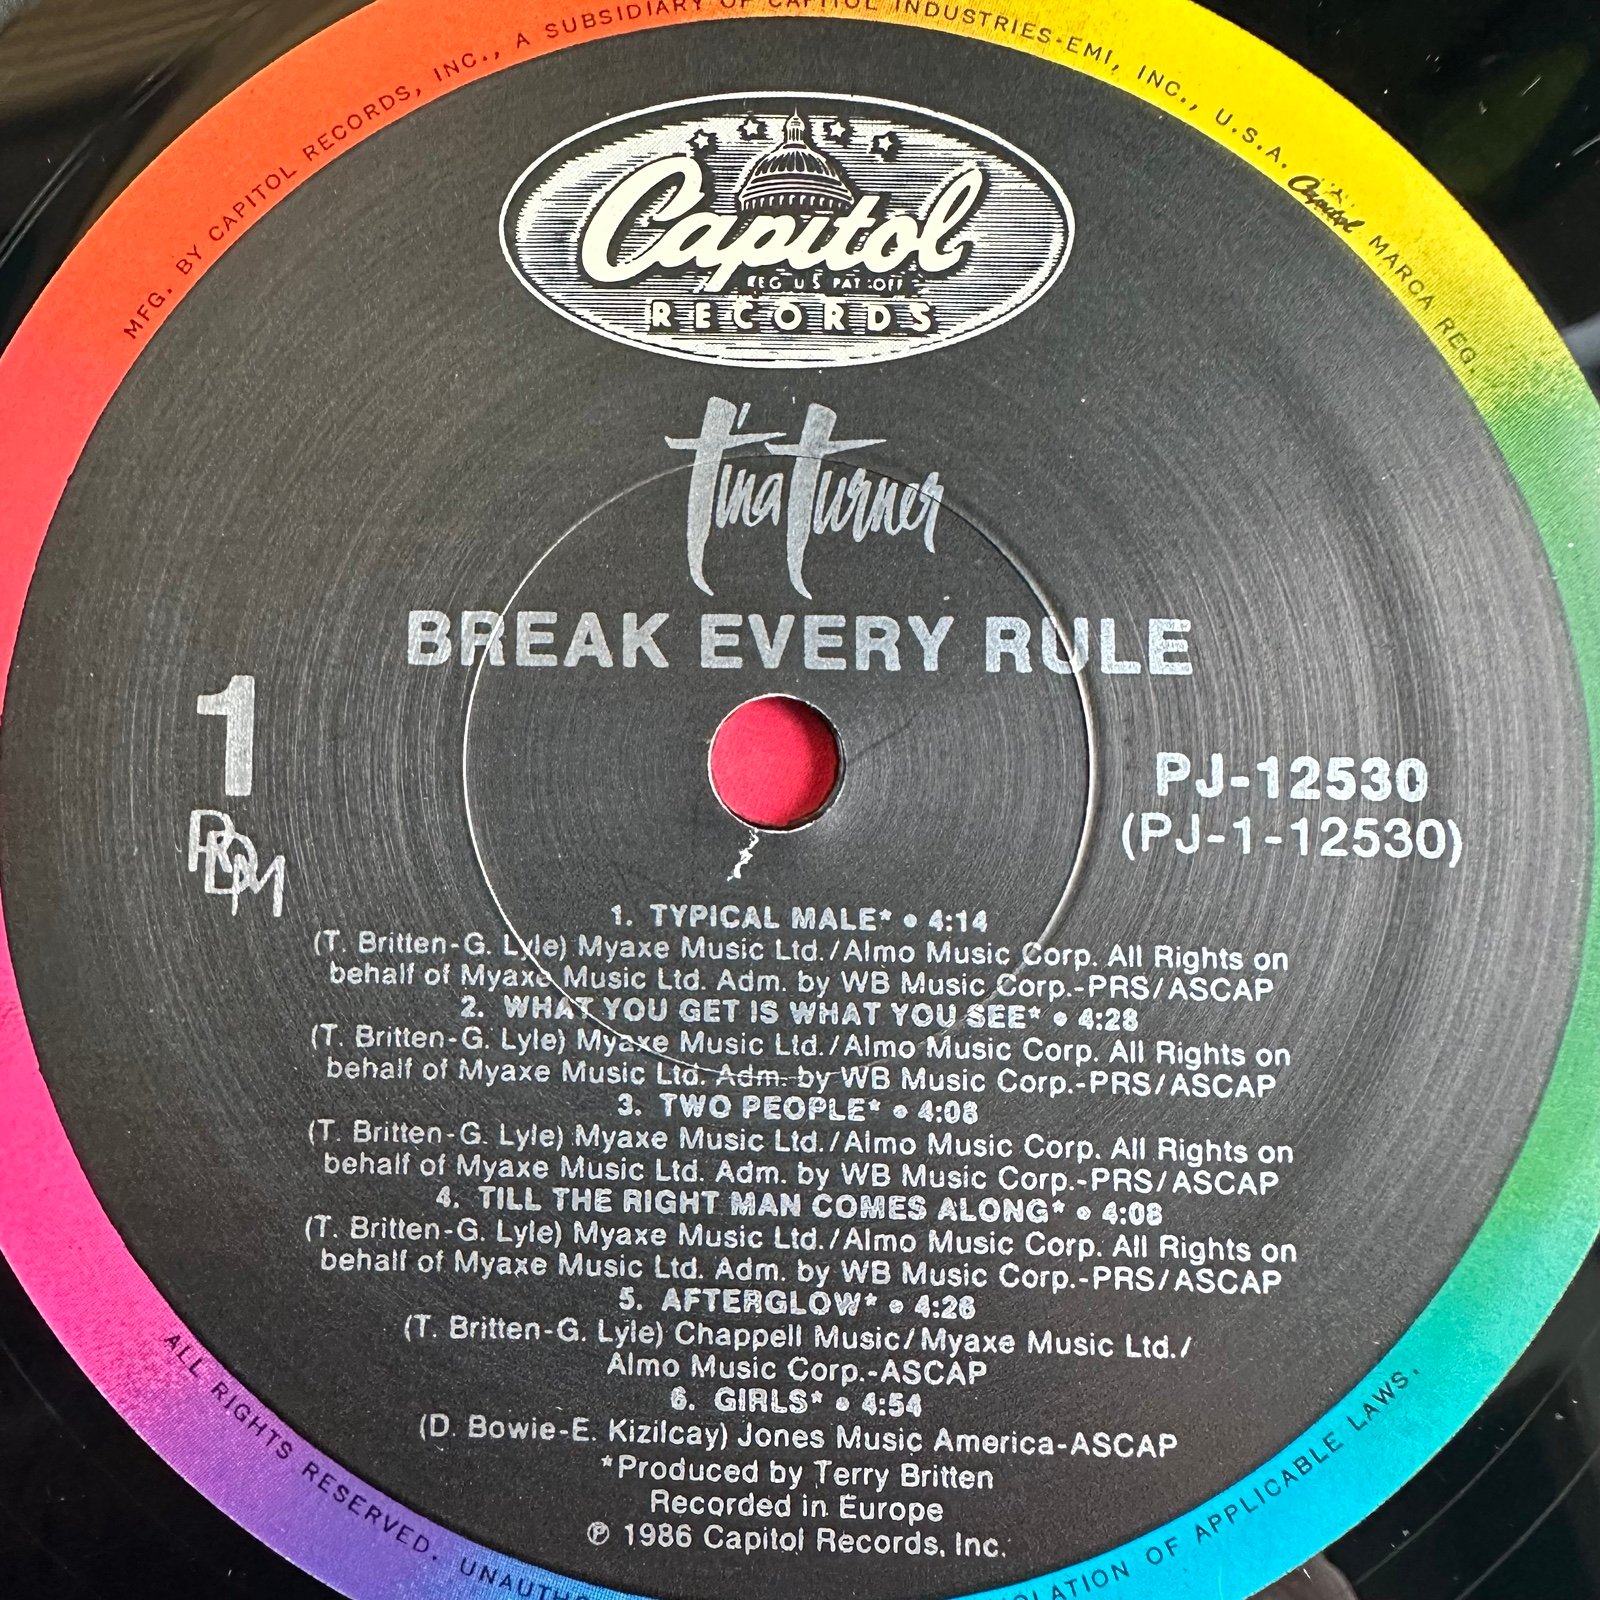 MFG. BY CAPITOL RECORDS, INC., A SUBSIDIARY OF CAPITOL INDUSTRIES-EMI, INC., U.S.A. Capitol MARCA REG.
Capitol
REG. U.S. PAT. OFF.
RECORDS
Tina Turner
BREAK EVERY RULE
1
PJ-12530
(PJ-1-12530)
1. TYPICAL MALE* • 4:14
(T. Britten-G. Lyle) Myaxe Music Ltd./Almo Music Corp. All Rights on
behalf of Myaxe Music Ltd. Adm. by WB Music Corp.-PRS/ASCAP
2. WHAT YOU GET IS WHAT YOU SEE* • 4:28
(T. Britten-G. Lyle) Myaxe Music Ltd./Almo Music Corp. All Rights on
behalf of Myaxe Music Ltd. Adm. by WB Music Corp.-PRS/ASCAP
3. TWO PEOPLE* • 4:08
(T. Britten-G. Lyle) Myaxe Music Ltd./Almo Music Corp. All Rights on
behalf of Myaxe Music Ltd. Adm. by WB Music Corp.-PRS/ASCAP
4. TILL THE RIGHT MAN COMES ALONG* • 4:08
(T. Britten-G. Lyle) Myaxe Music Ltd./Almo Music Corp. All Rights on
behalf of Myaxe Music Ltd. Adm. by WB Music Corp.-PRS/ASCAP
5. AFTERGLOW* • 4:26
(T. Britten-G. Lyle) Chappell Music/Myaxe Music Ltd./
Almo Music Corp.-ASCAP
6. GIRLS* • 4:54
(D. Bowie-E. Kizilcay) Jones Music America-ASCAP
*Produced by Terry Britten
Recorded in Europe
℗ 1986 Capitol Records, Inc.
ALL RIGHTS RESERVED. OF APPLICABLE LAWS.